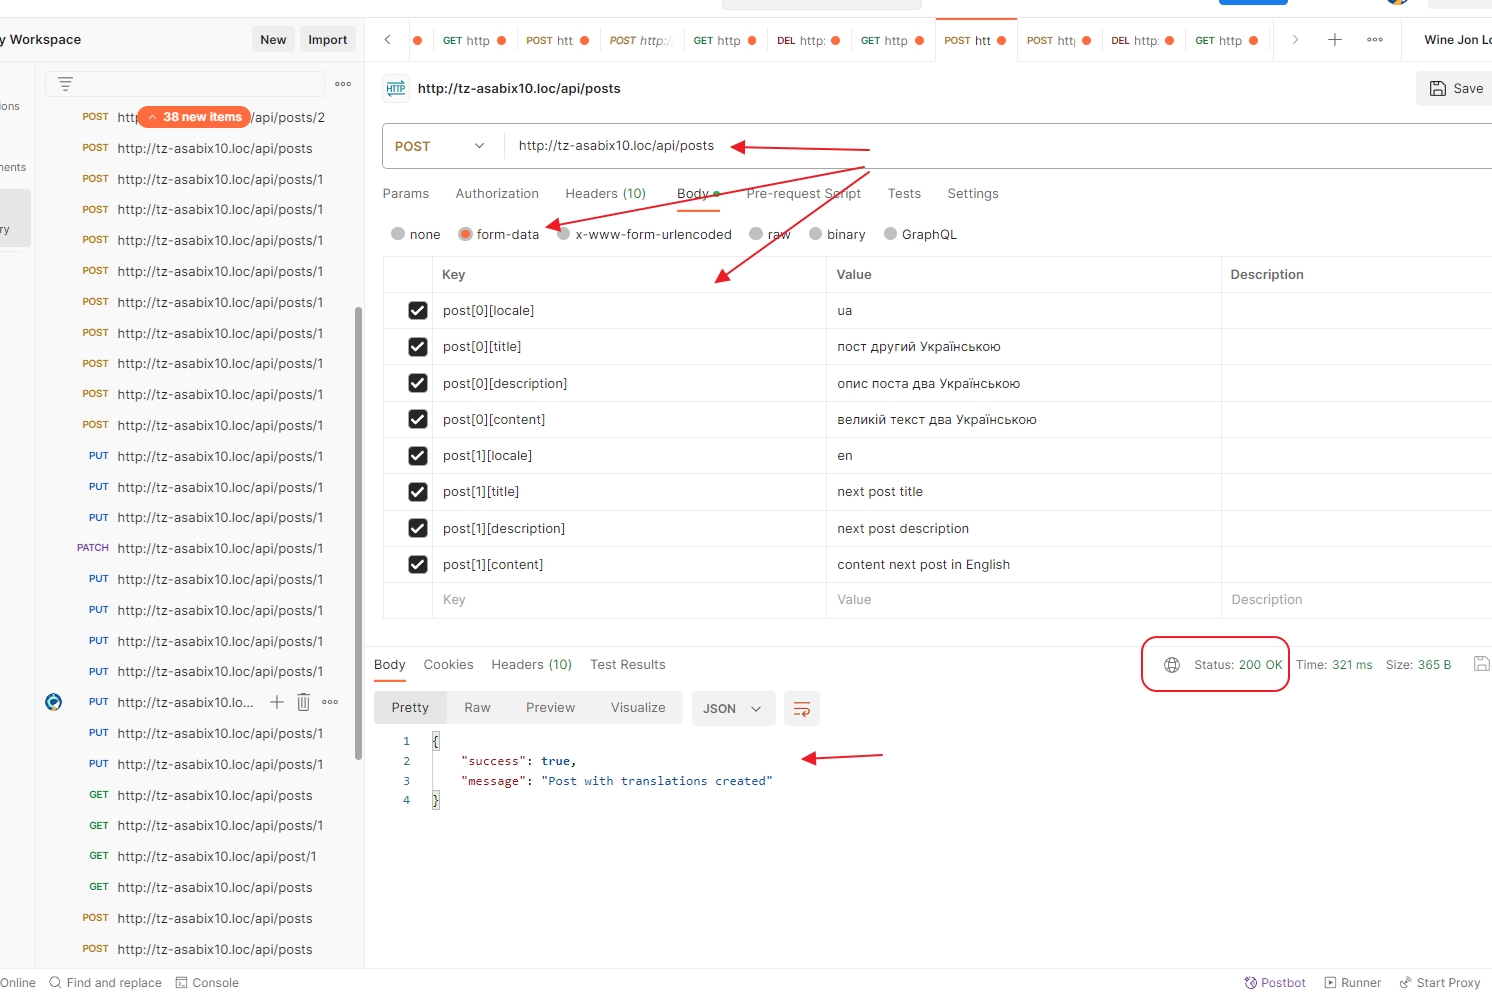 y Workspace
New
Import
GET http
POST htt
POST http:/
GET http
DEL http:
GET http
POST htt
POST http
DEL http:
GET http
Wine Jon Lo
ions
nents
ry
http://tz-asabix10.loc/api/posts
Save
POST
http://tz-asabix10.loc/api/posts
Params
Authorization
Headers (10)
Body
Pre-request Script
Tests
Settings
none
form-data
x-www-form-urlencoded
raw
binary
GraphQL
Key
Value
Description
post[0][locale]
ua
post[0][title]
пост другий Українською
post[0][description]
опис поста два Українською
post[0][content]
великій текст два Українською
post[1][locale]
en
post[1][title]
next post title
post[1][description]
next post description
post[1][content]
content next post in English
Key
Value
Description
POST http /api/posts/2
38 new items
POST http://tz-asabix10.loc/api/posts
POST http://tz-asabix10.loc/api/posts/1
POST http://tz-asabix10.loc/api/posts/1
POST http://tz-asabix10.loc/api/posts/1
POST http://tz-asabix10.loc/api/posts/1
POST http://tz-asabix10.loc/api/posts/1
POST http://tz-asabix10.loc/api/posts/1
POST http://tz-asabix10.loc/api/posts/1
POST http://tz-asabix10.loc/api/posts/1
POST http://tz-asabix10.loc/api/posts/1
PUT http://tz-asabix10.loc/api/posts/1
PUT http://tz-asabix10.loc/api/posts/1
PUT http://tz-asabix10.loc/api/posts/1
PATCH http://tz-asabix10.loc/api/posts/1
PUT http://tz-asabix10.loc/api/posts/1
PUT http://tz-asabix10.loc/api/posts/1
PUT http://tz-asabix10.loc/api/posts/1
PUT http://tz-asabix10.loc/api/posts/1
PUT http://tz-asabix10.lo...
PUT http://tz-asabix10.loc/api/posts/1
PUT http://tz-asabix10.loc/api/posts/1
GET http://tz-asabix10.loc/api/posts
GET http://tz-asabix10.loc/api/posts/1
GET http://tz-asabix10.loc/api/post/1
GET http://tz-asabix10.loc/api/posts
POST http://tz-asabix10.loc/api/posts
POST http://tz-asabix10.loc/api/posts
Body
Cookies
Headers (10)
Test Results
Status: 200 OK
Time: 321 ms
Size: 365 B
Pretty
Raw
Preview
Visualize
JSON
1 {
2 "success": true,
3 "message": "Post with translations created"
4 }
Online
Find and replace
Console
Postbot
Runner
Start Proxy